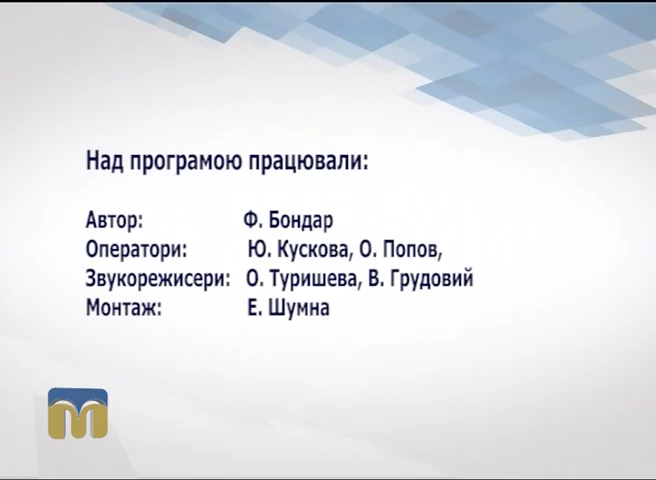 Над програмою працювали:
Автор: Ф. Бондар
Оператори: Ю. Кускова, О. Попов,
Звукорежисери: О. Туришева, В. Грудовий
Монтаж: Е. Шумна